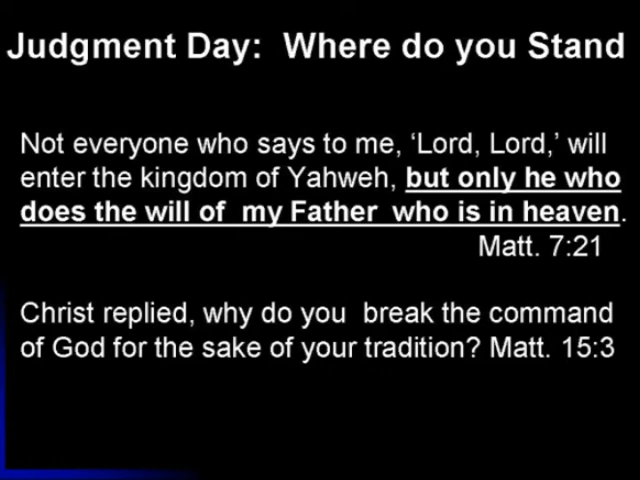 Judgment Day:  Where do you Stand
Not everyone who says to me, ‘Lord, Lord,’ will
enter the kingdom of Yahweh, but only he who
does the will of  my Father  who is in heaven.
Matt. 7:21
Christ replied, why do you  break the command
of God for the sake of your tradition? Matt. 15:3